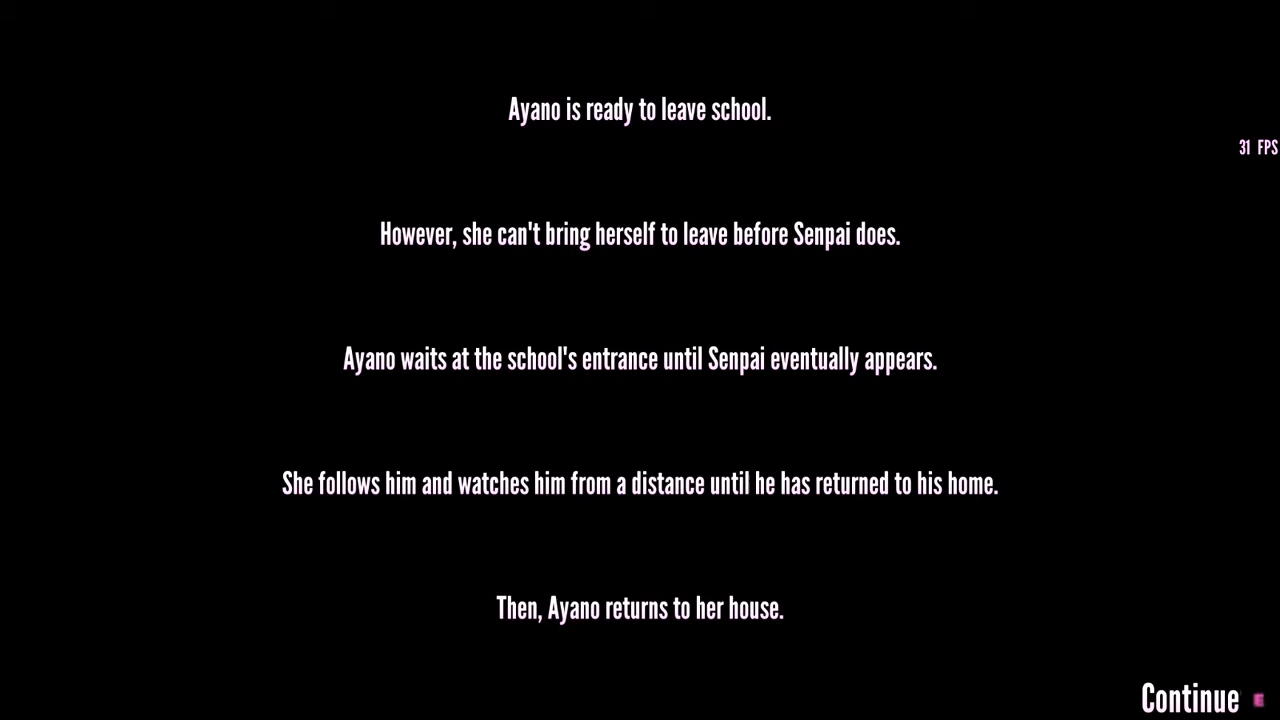 Ayano is ready to leave school.
31 FPS
However, she can't bring herself to leave before Senpai does.
Ayano waits at the school's entrance until Senpai eventually appears.
She follows him and watches him from a distance until he has returned to his home.
Then, Ayano returns to her house.
Continue E